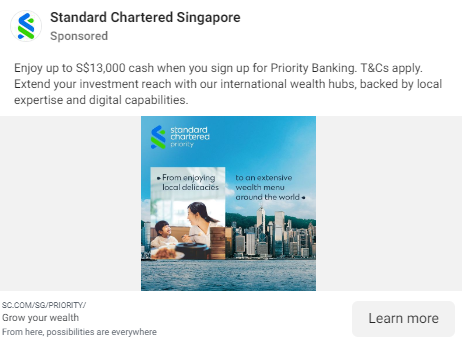 Standard Chartered Singapore
Sponsored
Enjoy up to S$13,000 cash when you sign up for Priority Banking. T&Cs apply.
Extend your investment reach with our international wealth hubs, backed by local
expertise and digital capabilities.
standard
chartered
priority
• From enjoying
local delicacies
to an extensive
wealth menu
around the world •
SC.COM/SG/PRIORITY/
Grow your wealth
From here, possibilities are everywhere
Learn more